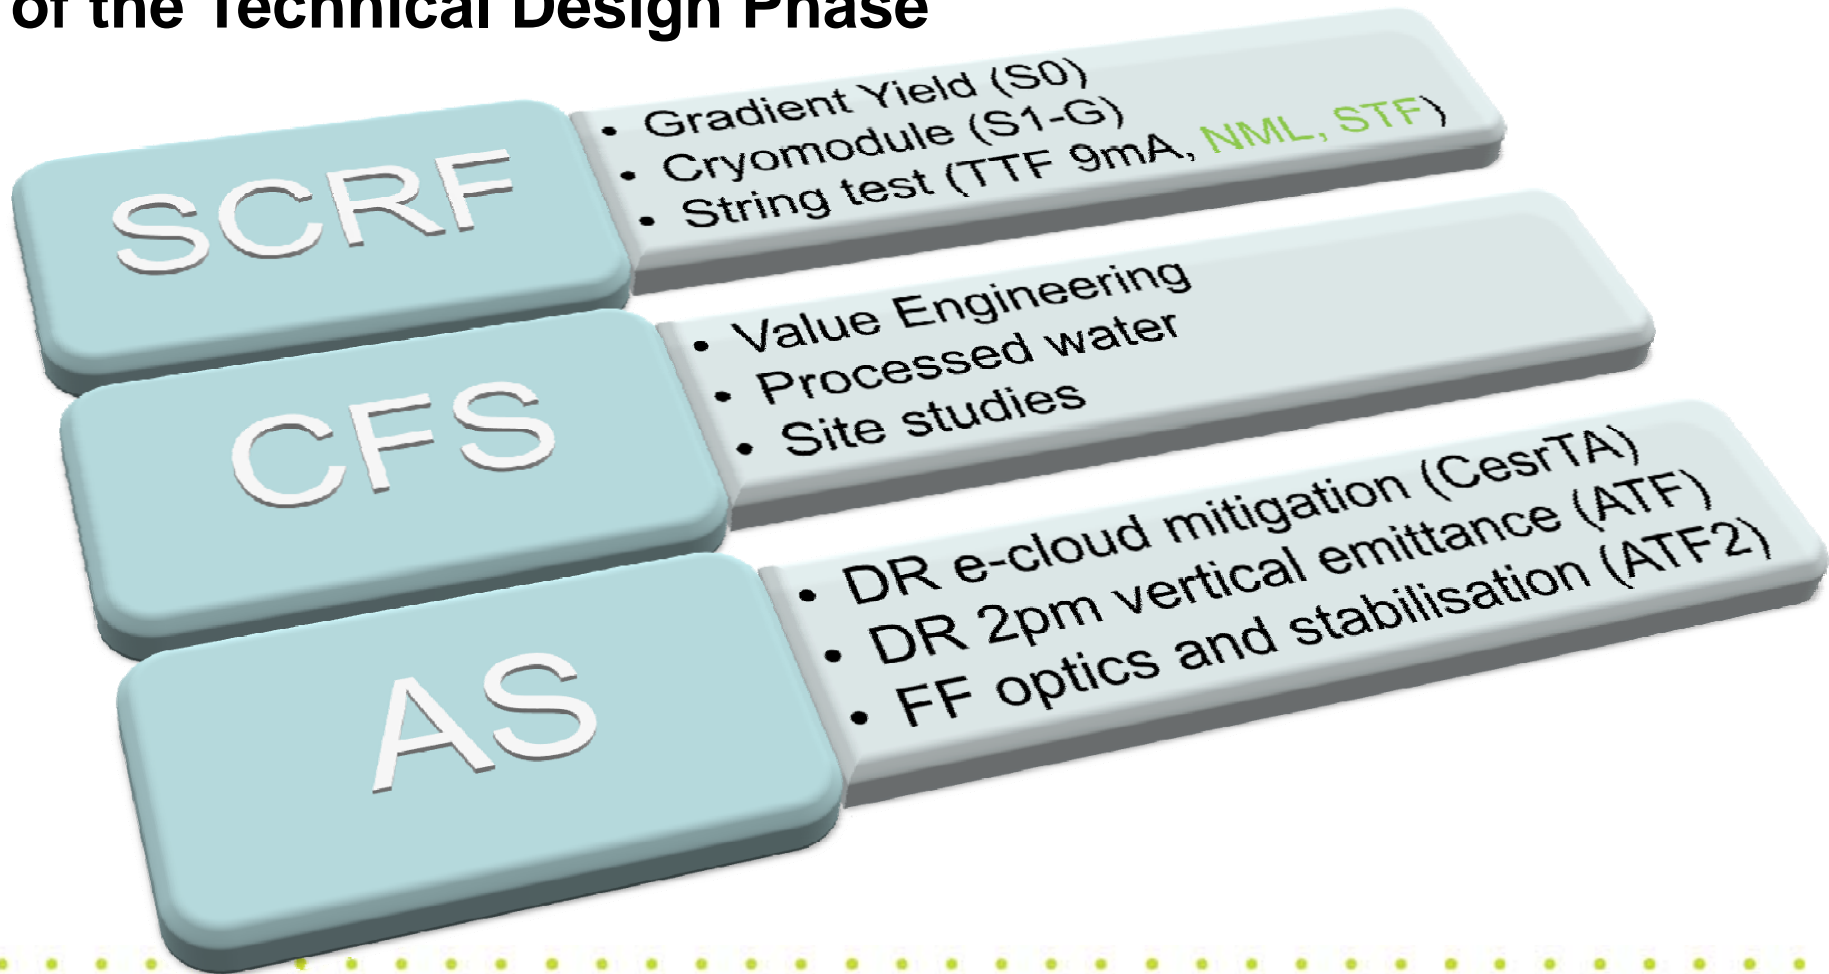 of the Technical Design Phase
SCRF
• Gradient Yield (S0)
• Cryomodule (S1-G)
• String test (TTF 9mA, NML, STF)
CFS
• Value Engineering
• Processed water
• Site studies
AS
• DR e-cloud mitigation (CesrTA)
• DR 2pm vertical emittance (ATF)
• FF optics and stabilisation (ATF2)